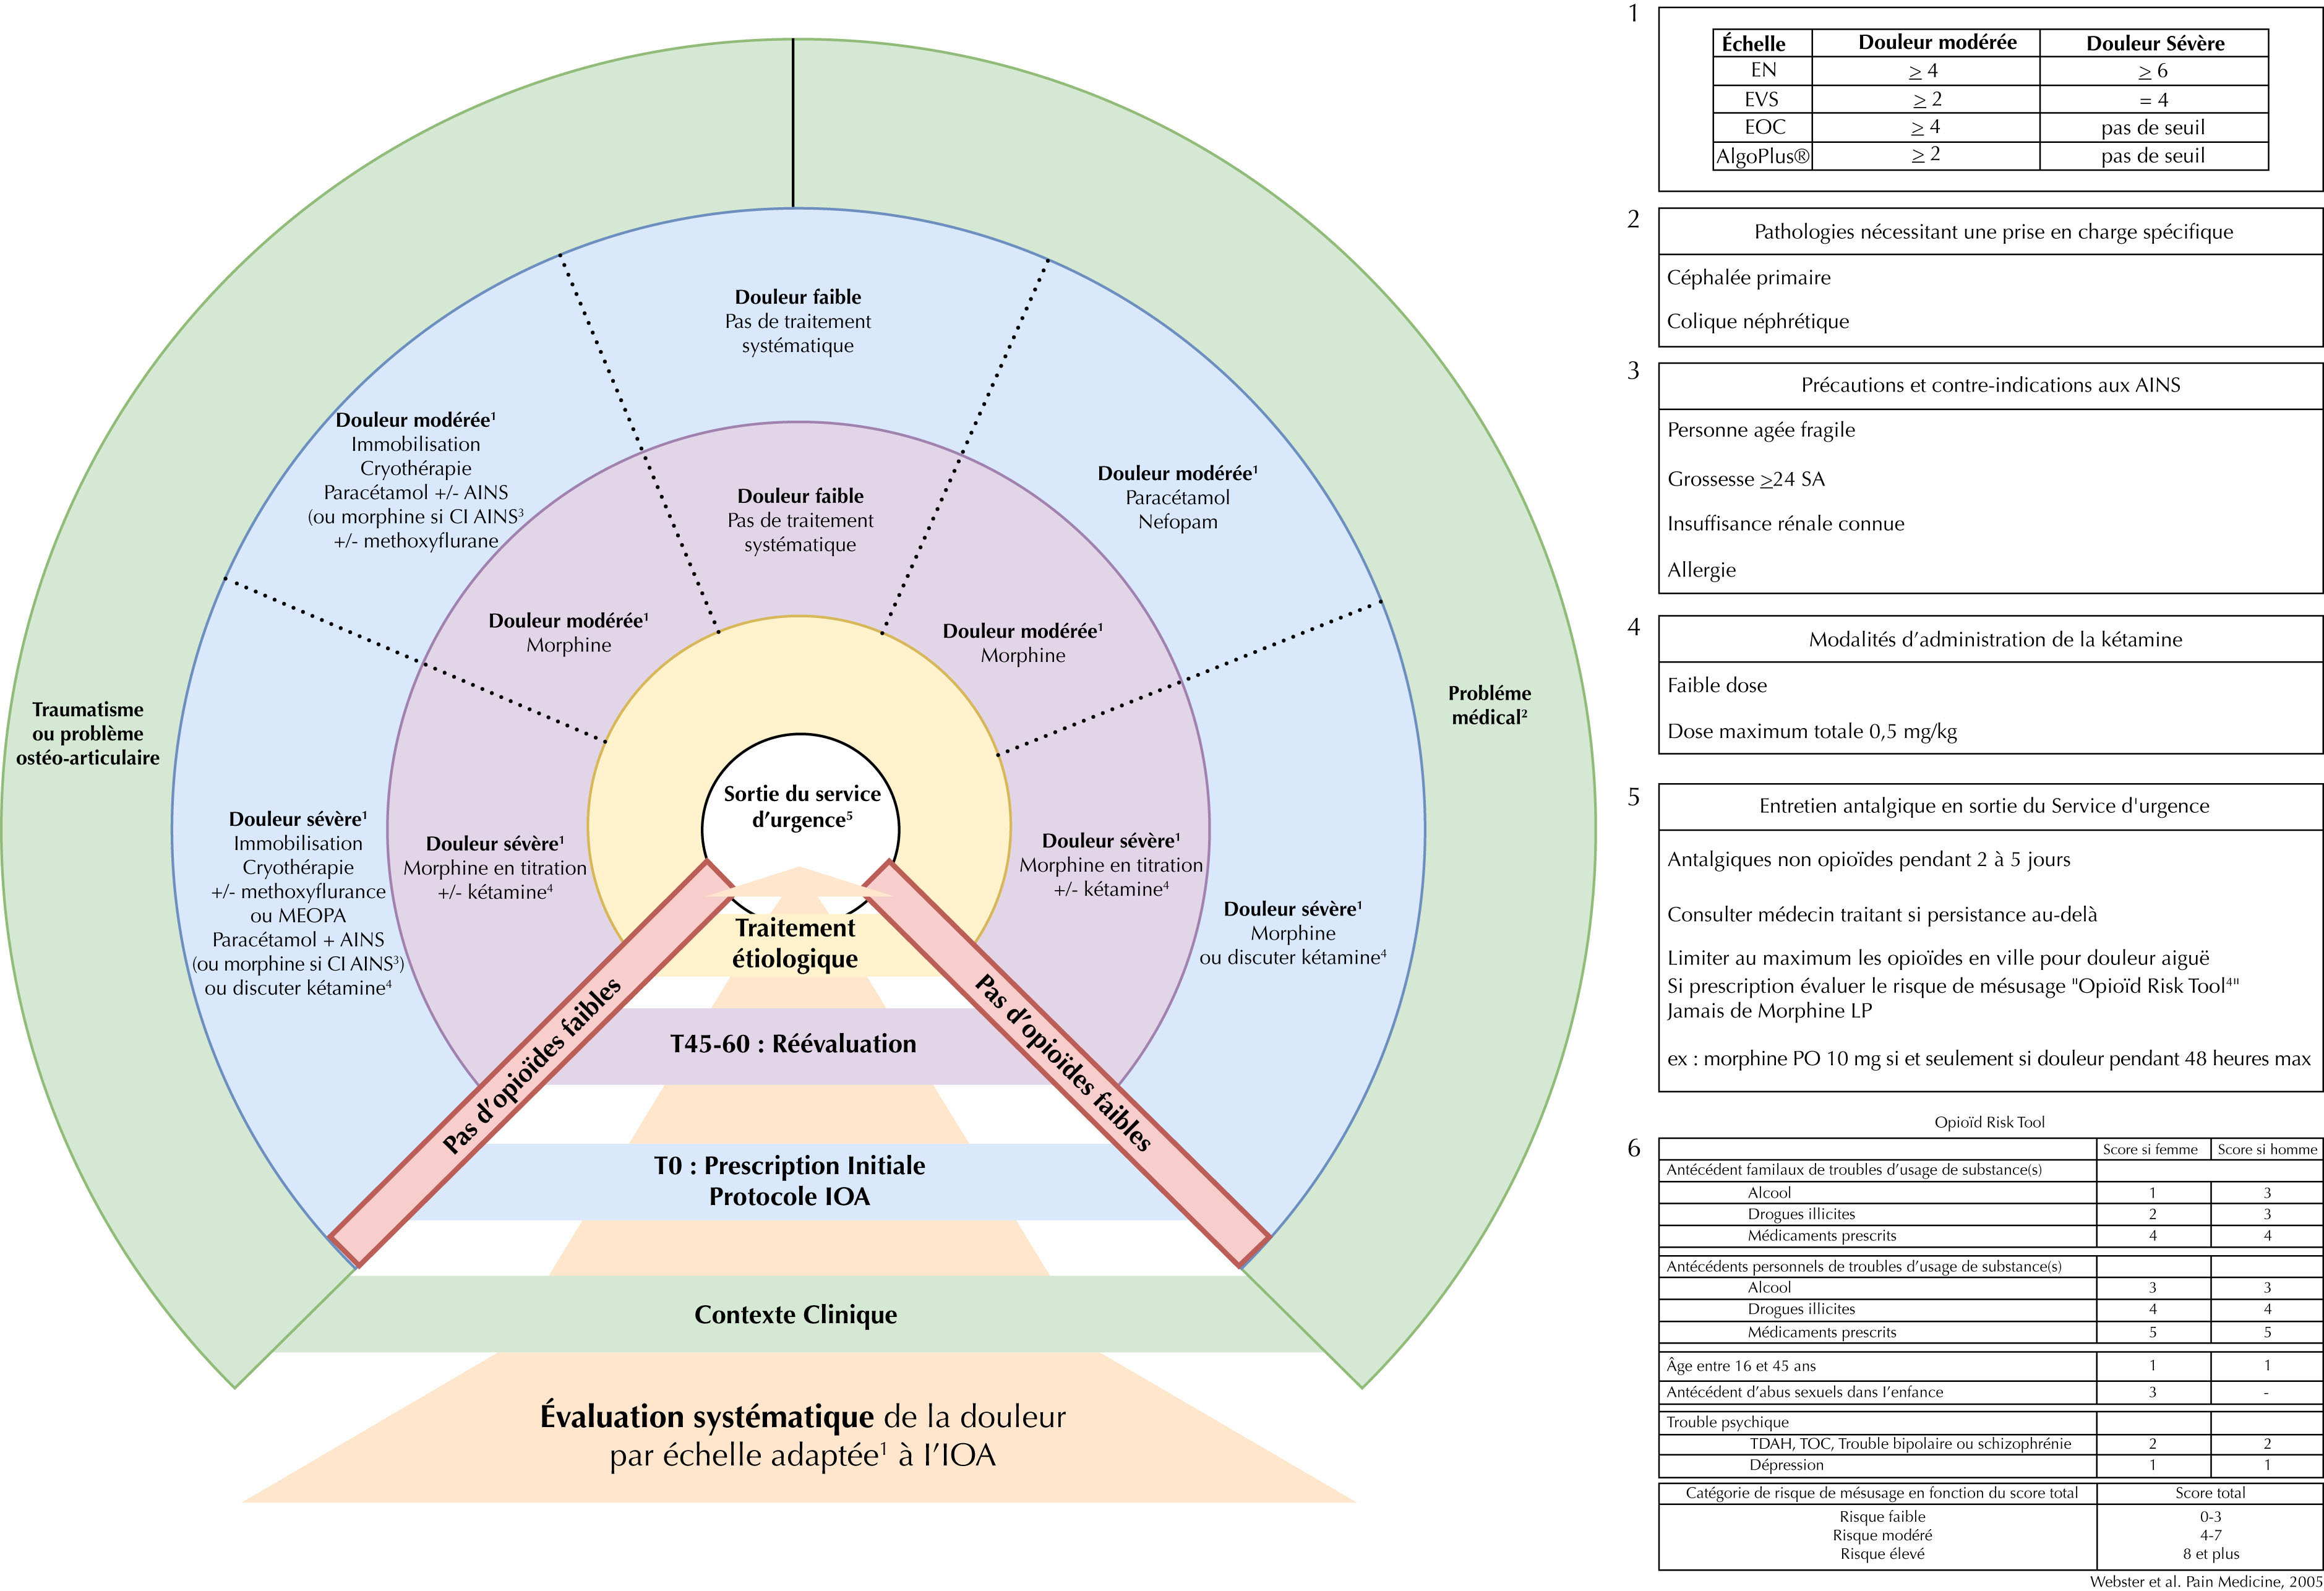 Douleur faible
Pas de traitement
systématique
Douleur modérée¹
Immobilisation
Cryothérapie
Paracétamol +/- AINS
(ou morphine si CI AINS³
+/- methoxyflurane
Douleur modérée¹
Paracétamol
Nefopam
Douleur faible
Pas de traitement
systématique
Douleur modérée¹
Morphine
Douleur modérée¹
Morphine
Traumatisme
ou problème
ostéo-articulaire
Probléme
médical²
Douleur sévère¹
Immobilisation
Cryothérapie
+/- methoxyflurance
ou MEOPA
Paracétamol + AINS
(ou morphine si CI AINS³)
ou discuter kétamine⁴
Douleur sévère¹
Morphine en titration
+/- kétamine⁴
Sortie du service
d’urgence⁵
Douleur sévère¹
Morphine en titration
+/- kétamine⁴
Douleur sévère¹
Morphine
ou discuter kétamine⁴
Traitement
étiologique
Pas d’opioïdes faibles
Pas d’opioïdes faibles
T45-60 : Réévaluation
T0 : Prescription Initiale
Protocole IOA
Contexte Clinique
Évaluation systématique de la douleur
par échelle adaptée¹ à l’IOA
1
Échelle Douleur modérée Douleur Sévère
EN ≥ 4 ≥ 6
EVS ≥ 2 = 4
EOC ≥ 4 pas de seuil
AlgoPlus® ≥ 2 pas de seuil
2
Pathologies nécessitant une prise en charge spécifique
Céphalée primaire
Colique néphrétique
3
Précautions et contre-indications aux AINS
Personne agée fragile
Grossesse ≥24 SA
Insuffisance rénale connue
Allergie
4
Modalités d’administration de la kétamine
Faible dose
Dose maximum totale 0,5 mg/kg
5
Entretien antalgique en sortie du Service d'urgence
Antalgiques non opioïdes pendant 2 à 5 jours
Consulter médecin traitant si persistance au-delà
Limiter au maximum les opioïdes en ville pour douleur aiguë
Si prescription évaluer le risque de mésusage "Opioïd Risk Tool⁴"
Jamais de Morphine LP
ex : morphine PO 10 mg si et seulement si douleur pendant 48 heures max
Opioïd Risk Tool
6
Score si femme Score si homme
Antécédent familaux de troubles d’usage de substance(s)
Alcool 1 3
Drogues illicites 2 3
Médicaments prescrits 4 4
Antécédents personnels de troubles d’usage de substance(s)
Alcool 3 3
Drogues illicites 4 4
Médicaments prescrits 5 5
Âge entre 16 et 45 ans 1 1
Antécédent d’abus sexuels dans l’enfance 3 -
Trouble psychique
TDAH, TOC, Trouble bipolaire ou schizophrénie 2 2
Dépression 1 1
Catégorie de risque de mésusage en fonction du score total Score total
Risque faible 0-3
Risque modéré 4-7
Risque élevé 8 et plus
Webster et al. Pain Medicine, 2005